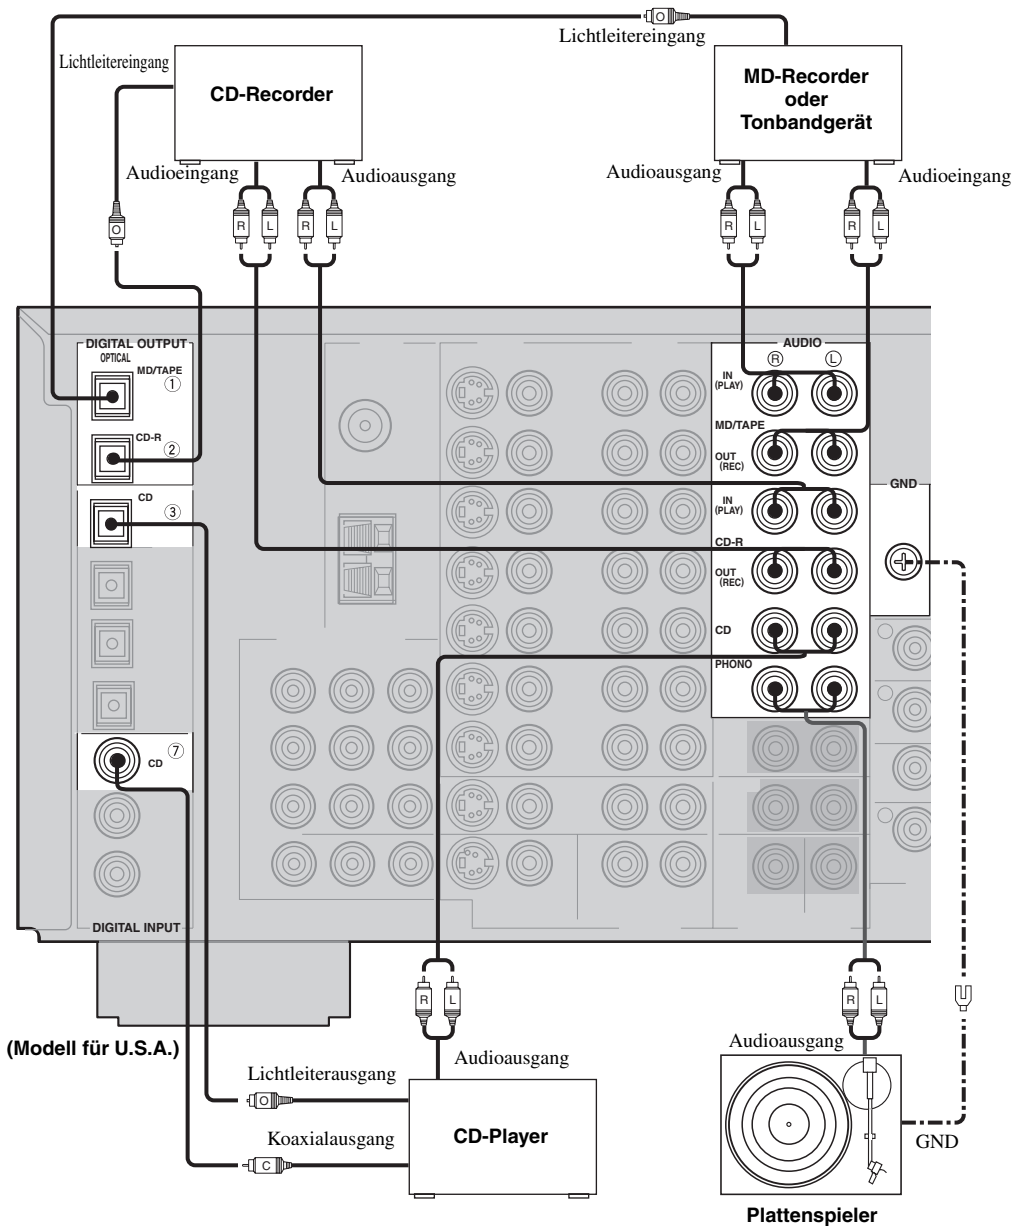 O
Lichtleitereingang
Lichtleitereingang
CD-Recorder
MD-Recorder
oder
Tonbandgerät
Audioeingang
Audioausgang
Audioausgang
Audioeingang
O
R L
R L
R L
R L
DIGITAL OUTPUT
OPTICAL
MD/TAPE
①
CD-R
②
CD
③
AUDIO
Ⓡ Ⓛ
IN
(PLAY)
MD/TAPE
OUT
(REC)
IN
(PLAY)
CD-R
OUT
(REC)
CD
PHONO
GND
⑦
CD
DIGITAL INPUT
(Modell für U.S.A.)
R L
R L
Audioausgang
Audioausgang
Lichtleiterausgang
O
Koaxialausgang
C
CD-Player
GND
Plattenspieler